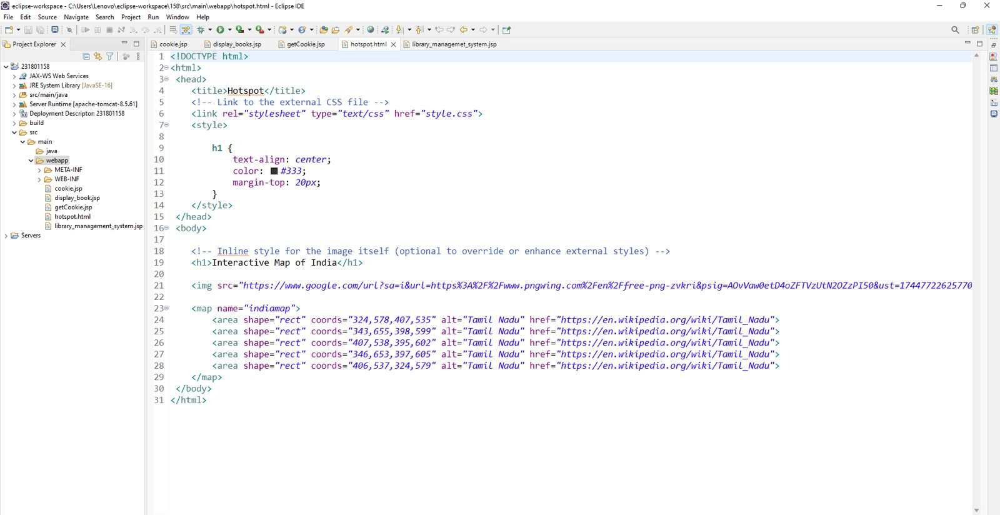 eclipse-workspace - C:\Users\Lenovo\eclipse-workspace\158\src\main\webapp\hotspot.html - Eclipse IDE
File Edit Source Navigate Search Project Run Window Help
Project Explorer
cookie.jsp display_books.jsp getCookie.jsp hotspot.html library_managemet_system.jsp
231801158
JAX-WS Web Services
JRE System Library [JavaSE-16]
src/main/java
Server Runtime [apache-tomcat-8.5.61]
Deployment Descriptor: 231801158
build
src
main
java
webapp
META-INF
WEB-INF
cookie.jsp
display_book.jsp
getCookie.jsp
hotspot.html
library_management_system.jsp
Servers
1 <!DOCTYPE html>
2 <html>
3 <head>
4 <title>Hotspot</title>
5 <!-- Link to the external CSS file -->
6 <link rel="stylesheet" type="text/css" href="style.css">
7 <style>
8
9 h1 {
10 text-align: center;
11 color: #333;
12 margin-top: 20px;
13 }
14 </style>
15 </head>
16 <body>
17
18 <!-- Inline style for the image itself (optional to override or enhance external styles) -->
19 <h1>Interactive Map of India</h1>
20
21 <img src="https://www.google.com/url?sa=i&url=https%3A%2F%2Fwww.pngwing.com%2Fen%2Ffree-png-zvkri&psig=AOvVaw0etD4oZFTVzUtN2OZzPI50&ust=17447722625770
22
23 <map name="indiamap">
24 <area shape="rect" coords="324,578,407,535" alt="Tamil Nadu" href="https://en.wikipedia.org/wiki/Tamil_Nadu">
25 <area shape="rect" coords="343,655,398,599" alt="Tamil Nadu" href="https://en.wikipedia.org/wiki/Tamil_Nadu">
26 <area shape="rect" coords="407,538,395,602" alt="Tamil Nadu" href="https://en.wikipedia.org/wiki/Tamil_Nadu">
27 <area shape="rect" coords="346,653,397,605" alt="Tamil Nadu" href="https://en.wikipedia.org/wiki/Tamil_Nadu">
28 <area shape="rect" coords="406,537,324,579" alt="Tamil Nadu" href="https://en.wikipedia.org/wiki/Tamil_Nadu">
29 </map>
30 </body>
31 </html>